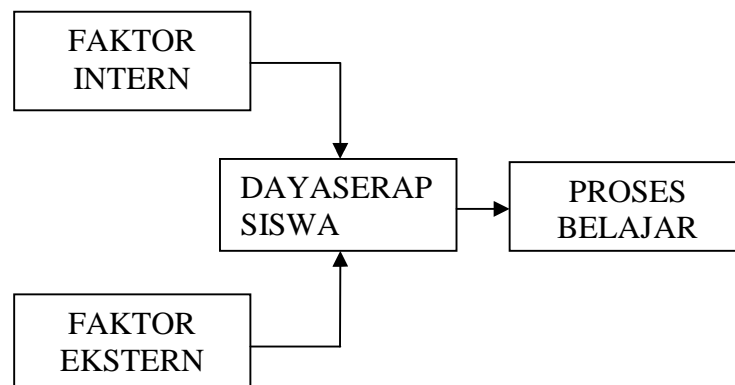 FAKTOR
INTERN
DAYASERAP
SISWA
PROSES
BELAJAR
FAKTOR
EKSTERN